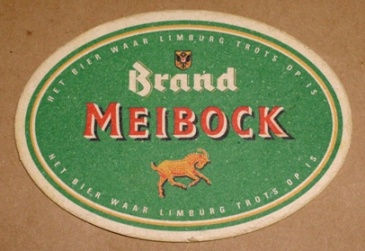 HET BIER WAAR LIMBURG TROTS OP IS
Brand
MEIBOCK
HET BIER WAAR LIMBURG TROTS OP IS